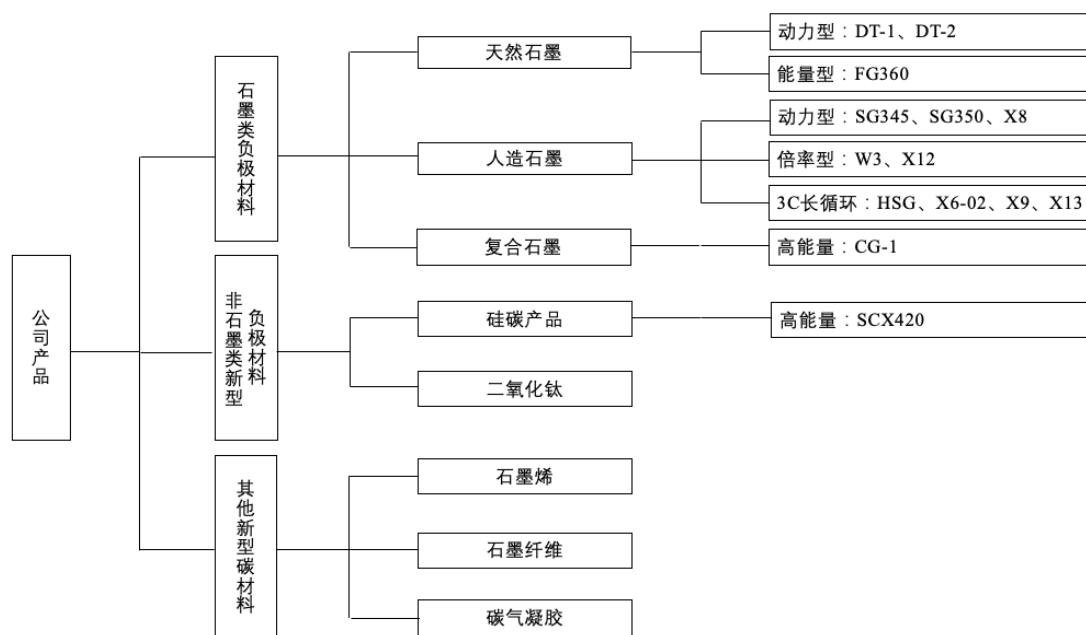 公司产品
石墨类负极材料
天然石墨
动力型：DT-1、DT-2
能量型：FG360
人造石墨
动力型：SG345、SG350、X8
倍率型：W3、X12
3C长循环：HSG、X6-02、X9、X13
复合石墨
高能量：CG-1
非石墨类新型
负极材料
硅碳产品
高能量：SCX420
二氧化钛
其他新型碳材料
石墨烯
石墨纤维
碳气凝胶